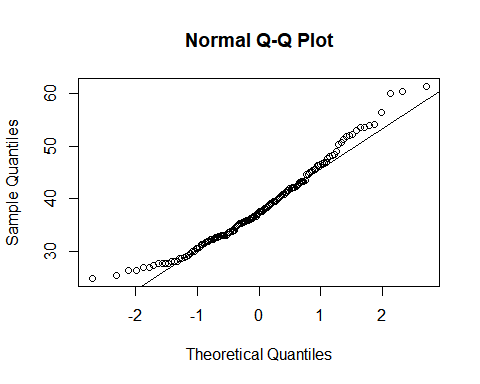 Normal Q-Q Plot
Sample Quantiles
60
50
40
30
-2 -1 0 1 2
Theoretical Quantiles